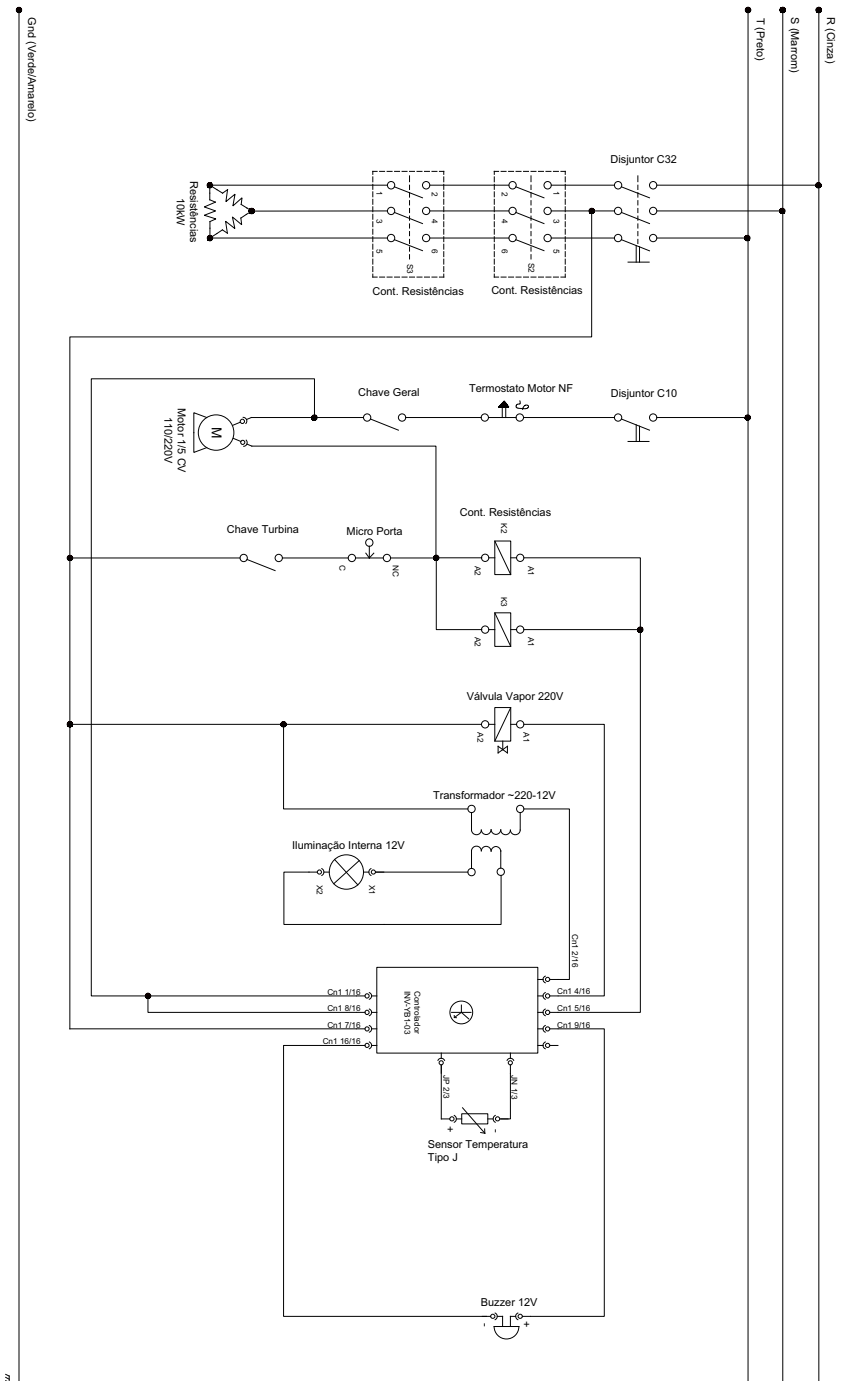 Gnd (Verde/Amarelo)
T (Preto)
S (Marrom)
R (Cinza)
Disjuntor C32
Resistências
10kW
1
2
3
4
5
6
S3
Cont. Resistências
2
1
4
3
6
5
S2
Cont. Resistências
Chave Geral
Termostato Motor NF
Disjuntor C10
M
Motor 1/5 CV
110/220V
Cont. Resistências
Chave Turbina
Micro Porta
C
NC
K2
A2
A1
K3
A2
A1
Válvula Vapor 220V
A2
A1
Transformador ~220-12V
Iluminação Interna 12V
X2
X1
Cn1 2/16
Cn1 1/16
Cn1 8/16
Cn1 7/16
Cn1 16/16
Controlador
INV-YB1-03
Cn1 4/16
Cn1 5/16
Cn1 9/16
JP 2/3
JN 1/3
+
-
Sensor Temperatura
Tipo J
Buzzer 12V
-
+